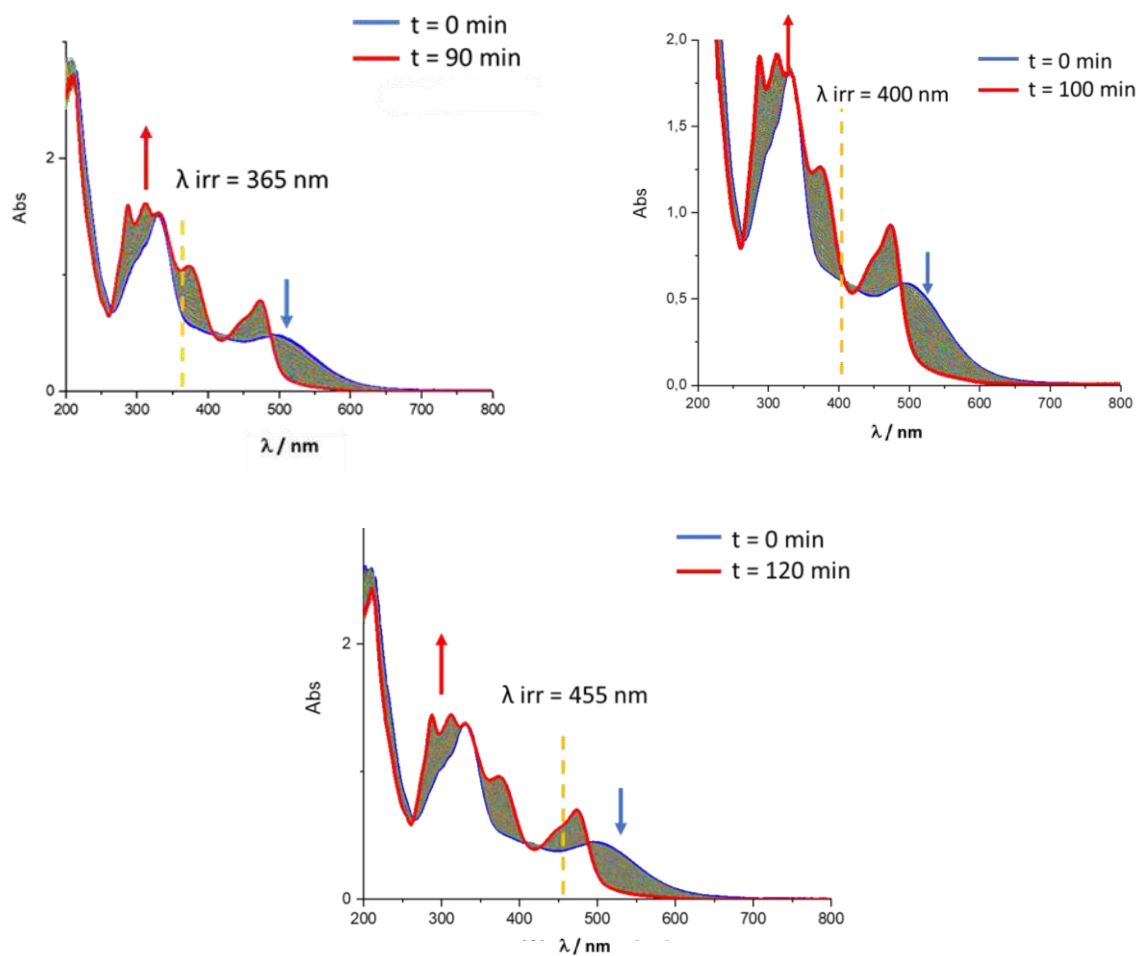 t = 0 min
t = 90 min
λ irr = 365 nm
Abs
2
0
200 300 400 500 600 700 800
λ / nm
t = 0 min
t = 100 min
λ irr = 400 nm
Abs
2,0
1,5
1,0
0,5
0,0
200 300 400 500 600 700 800
λ / nm
t = 0 min
t = 120 min
λ irr = 455 nm
Abs
2
0
200 300 400 500 600 700 800
λ / nm